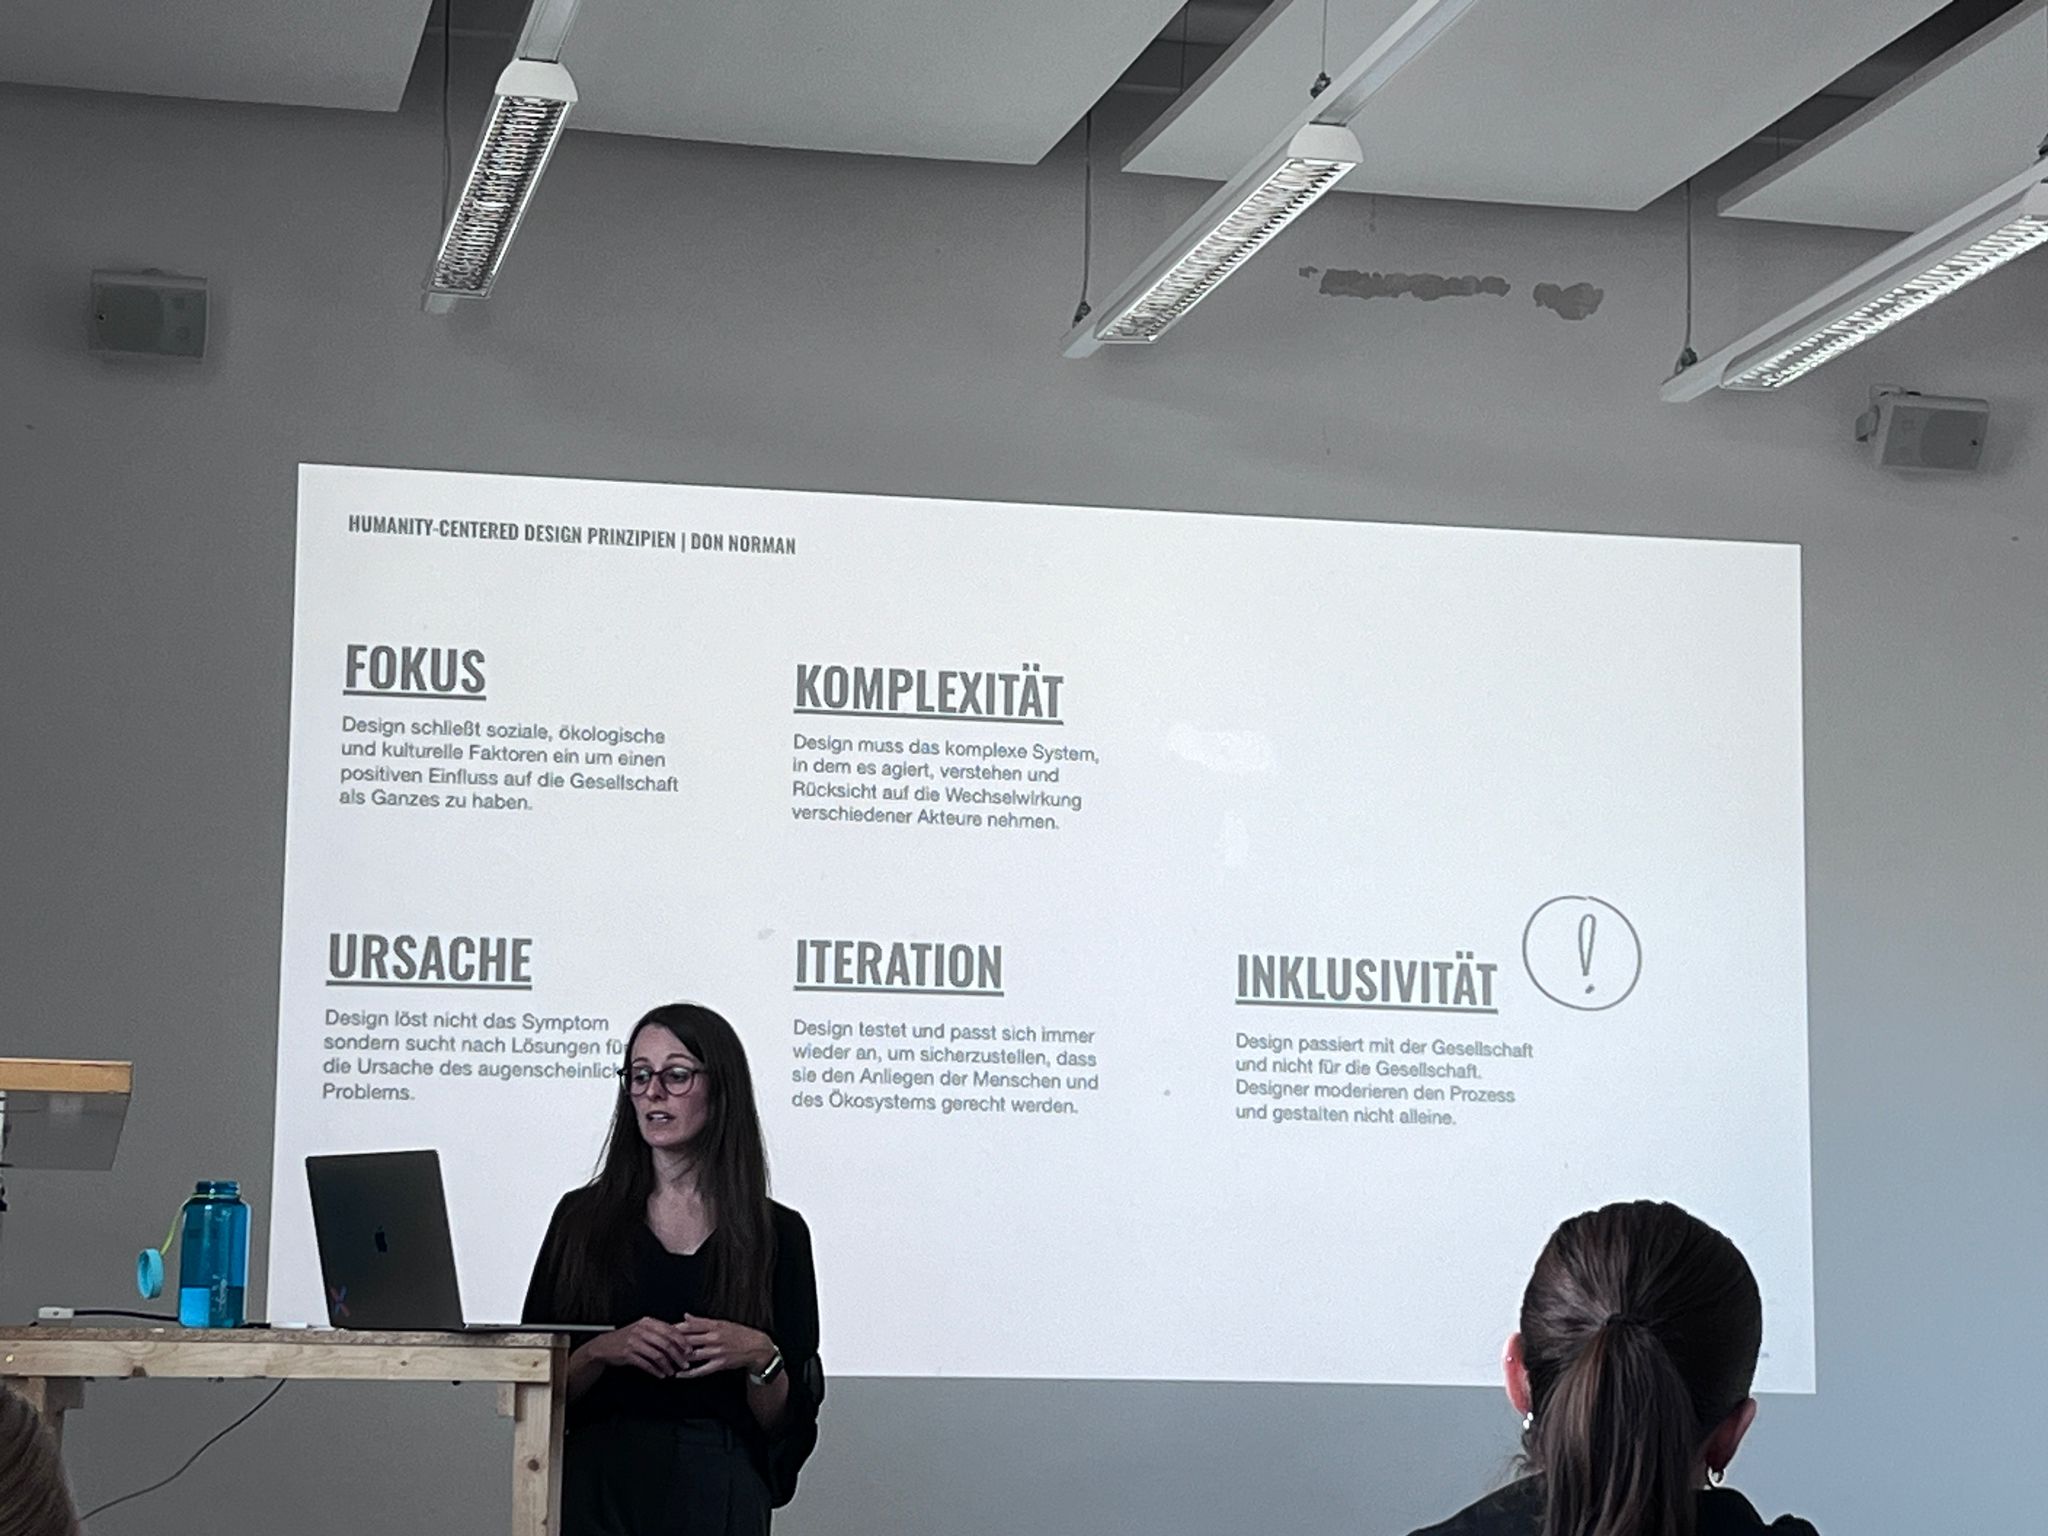 HUMANITY-CENTERED DESIGN PRINZIPIEN | DON NORMAN
FOKUS
Design schließt soziale, ökologische
und kulturelle Faktoren ein um einen
positiven Einfluss auf die Gesellschaft
als Ganzes zu haben.
KOMPLEXITÄT
Design muss das komplexe System,
in dem es agiert, verstehen und
Rücksicht auf die Wechselwirkung
verschiedener Akteure nehmen.
URSACHE
Design löst nicht das Symptom
sondern sucht nach Lösungen für
die Ursache des augenscheinlich
Problems.
ITERATION
Design testet und passt sich immer
wieder an, um sicherzustellen, dass
sie den Anliegen der Menschen und
des Ökosystems gerecht werden.
INKLUSIVITÄT
!
Design passiert mit der Gesellschaft
und nicht für die Gesellschaft.
Designer moderieren den Prozess
und gestalten nicht alleine.